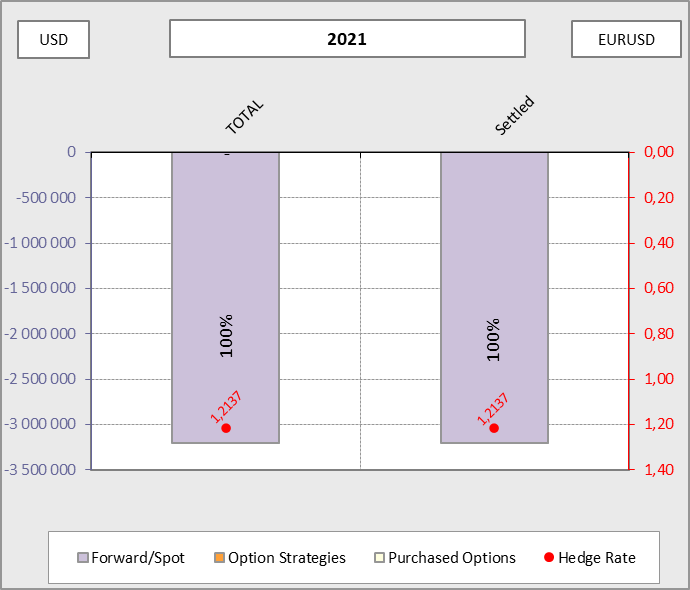 USD
2021
EURUSD
TOTAL
Settled
0
-500 000
-1 000 000
-1 500 000
-2 000 000
-2 500 000
-3 000 000
-3 500 000
-
100%
1,2137
100%
1,2137
0,00
0,20
0,40
0,60
0,80
1,00
1,20
1,40
Forward/Spot
Option Strategies
Purchased Options
Hedge Rate